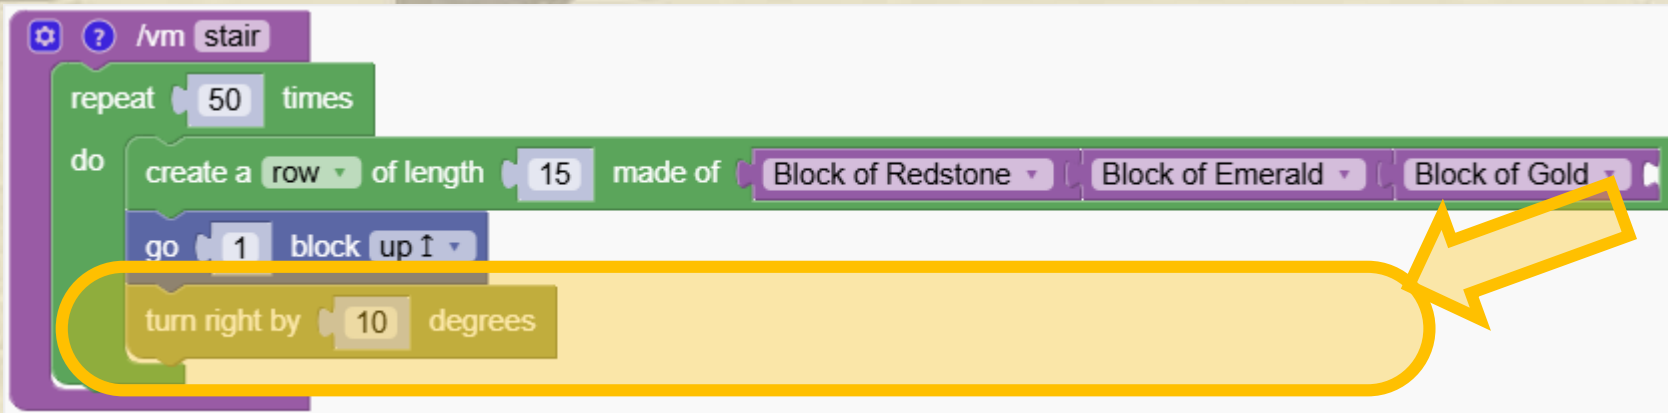 ? /vm stair
repeat 50 times
do create a row of length 15 made of Block of Redstone Block of Emerald Block of Gold
go 1 block up ↥
turn right by 10 degrees